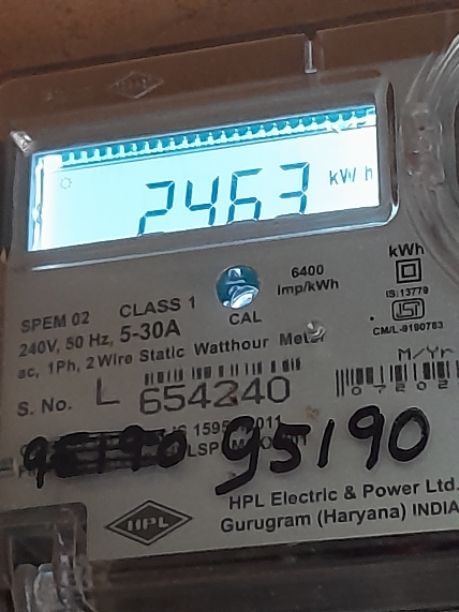 2463 kWh
6400
imp/kWh
CAL
kWh
IS:13779
CM/L-9190783
SPEM 02 CLASS 1
240V, 50 Hz, 5-30A
ac, 1Ph, 2 Wire Static Watthour Meter
M/Yr
S. No. L 654240
95190
HPL
HPL Electric & Power Ltd.
Gurugram (Haryana) INDIA